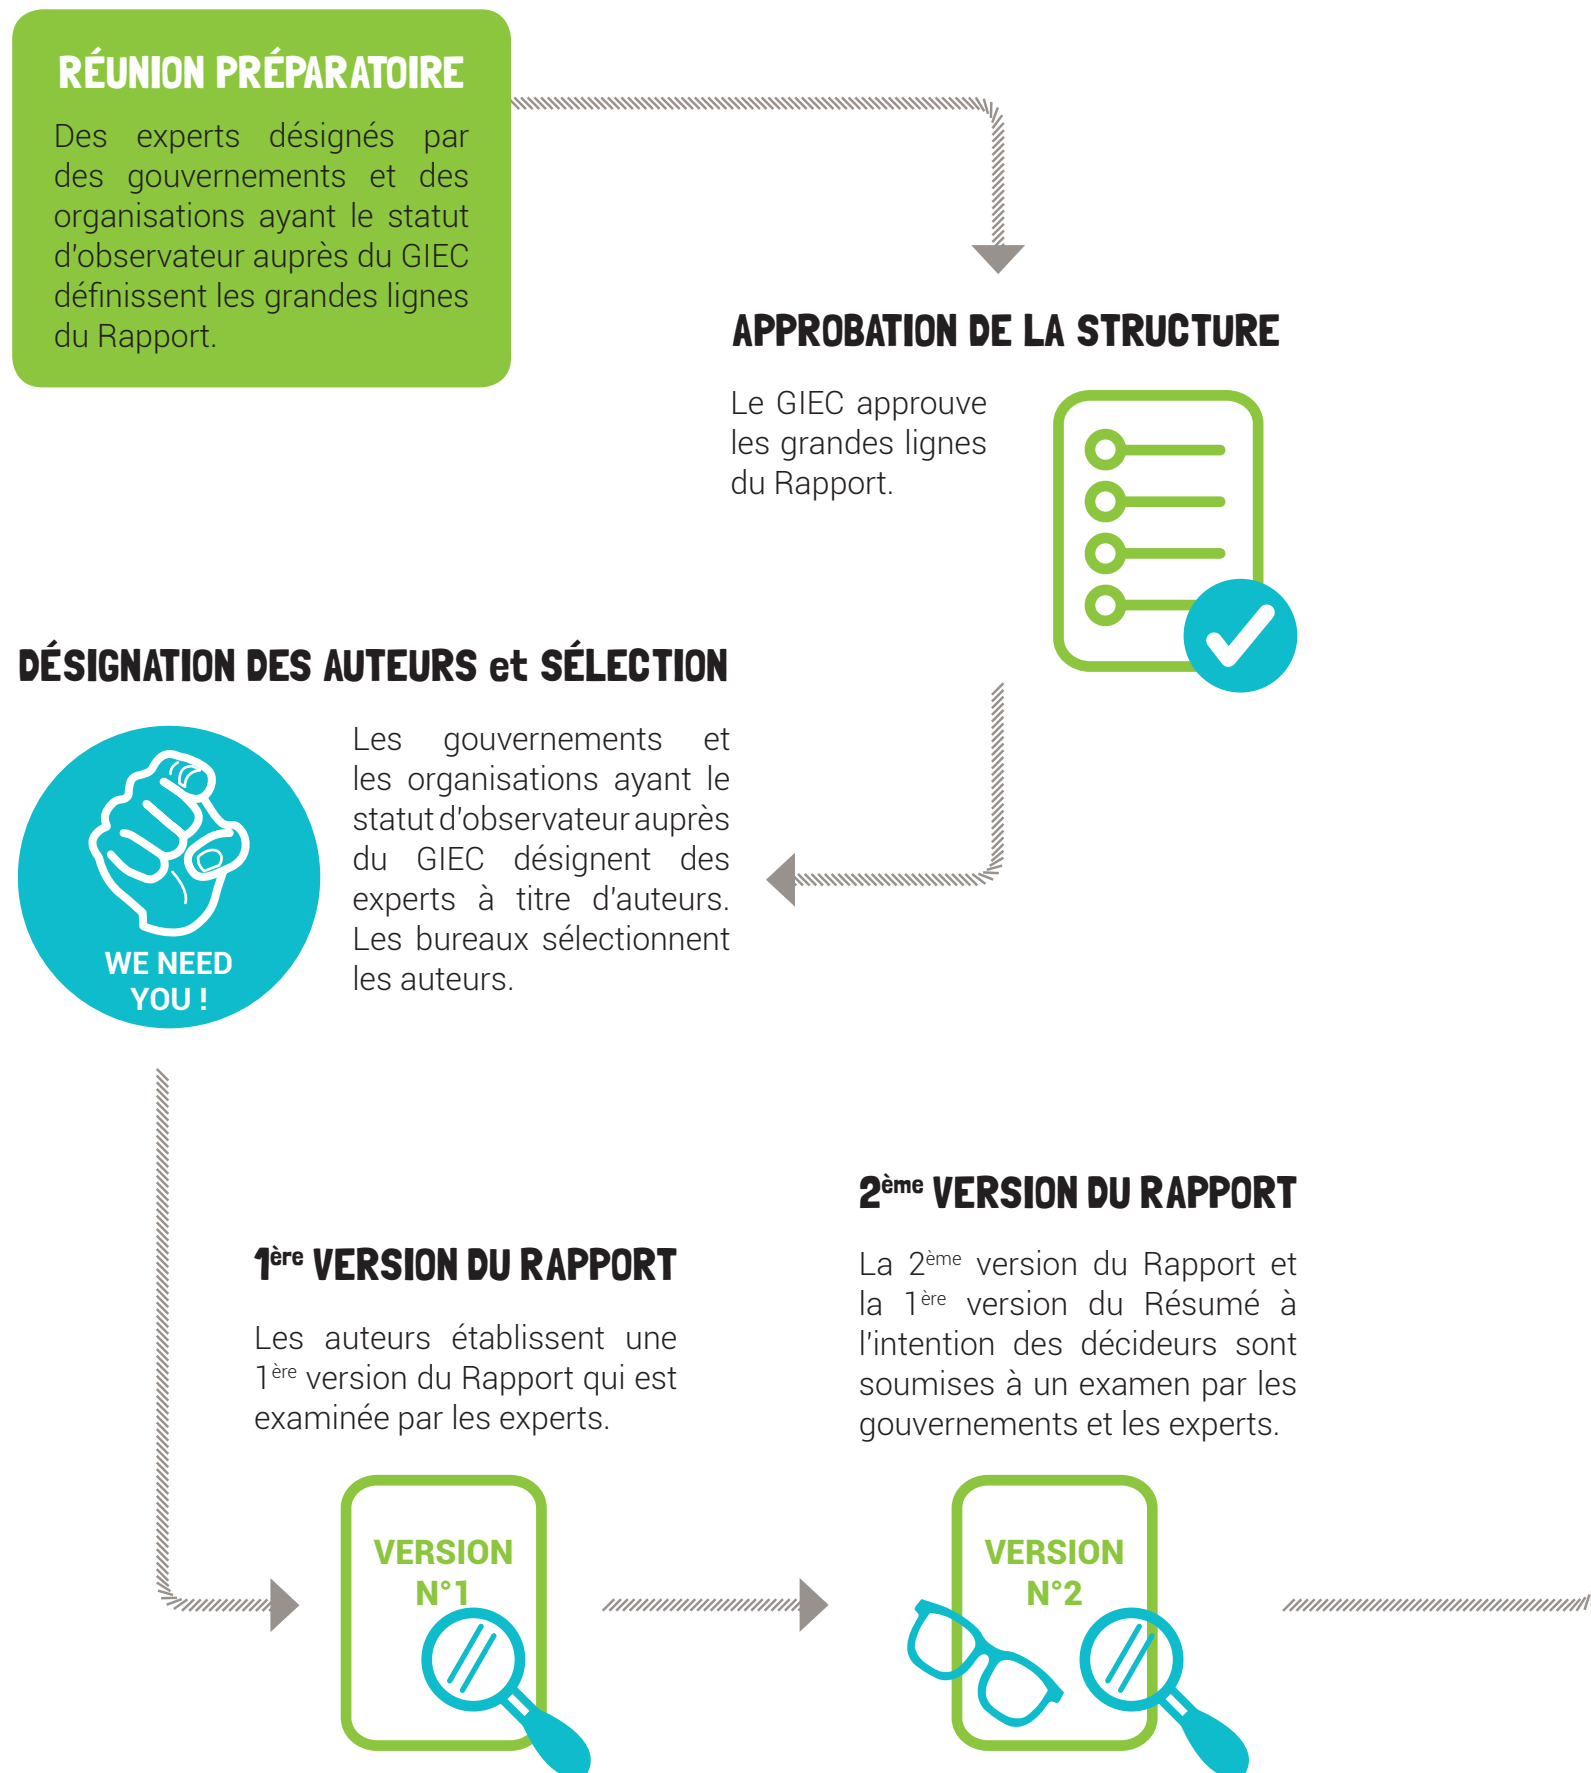 RÉUNION PRÉPARATOIRE
Des experts désignés par
des gouvernements et des
organisations ayant le statut
d'observateur auprès du GIEC
définissent les grandes lignes
du Rapport.
APPROBATION DE LA STRUCTURE
Le GIEC approuve
les grandes lignes
du Rapport.
DÉSIGNATION DES AUTEURS et SÉLECTION
WE NEED
YOU !
Les gouvernements et
les organisations ayant le
statut d'observateur auprès
du GIEC désignent des
experts à titre d'auteurs.
Les bureaux sélectionnent
les auteurs.
1ère VERSION DU RAPPORT
Les auteurs établissent une
1ère version du Rapport qui est
examinée par les experts.
VERSION
N°1
2ème VERSION DU RAPPORT
La 2ème version du Rapport et
la 1ère version du Résumé à
l'intention des décideurs sont
soumises à un examen par les
gouvernements et les experts.
VERSION
N°2